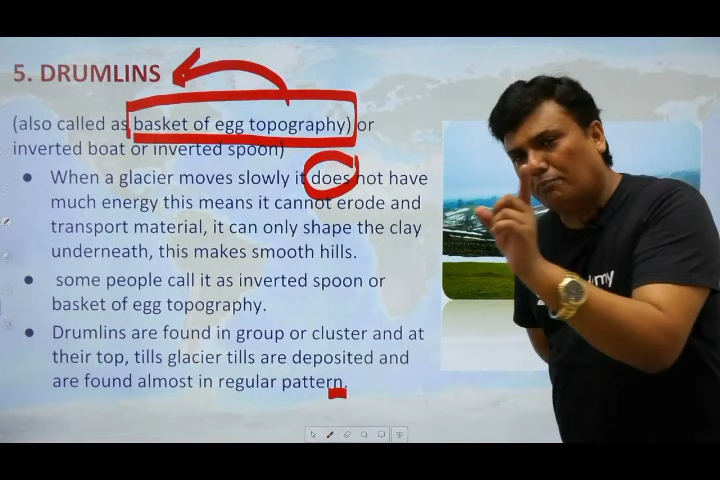 5. DRUMLINS
(also called as basket of egg topography) or
inverted boat or inverted spoon)
● When a glacier moves slowly it does not have
much energy this means it cannot erode and
transport material, it can only shape the clay
underneath, this makes smooth hills.
● some people call it as inverted spoon or
basket of egg topography.
● Drumlins are found in group or cluster and at
their top, tills glacier tills are deposited and
are found almost in regular pattern.